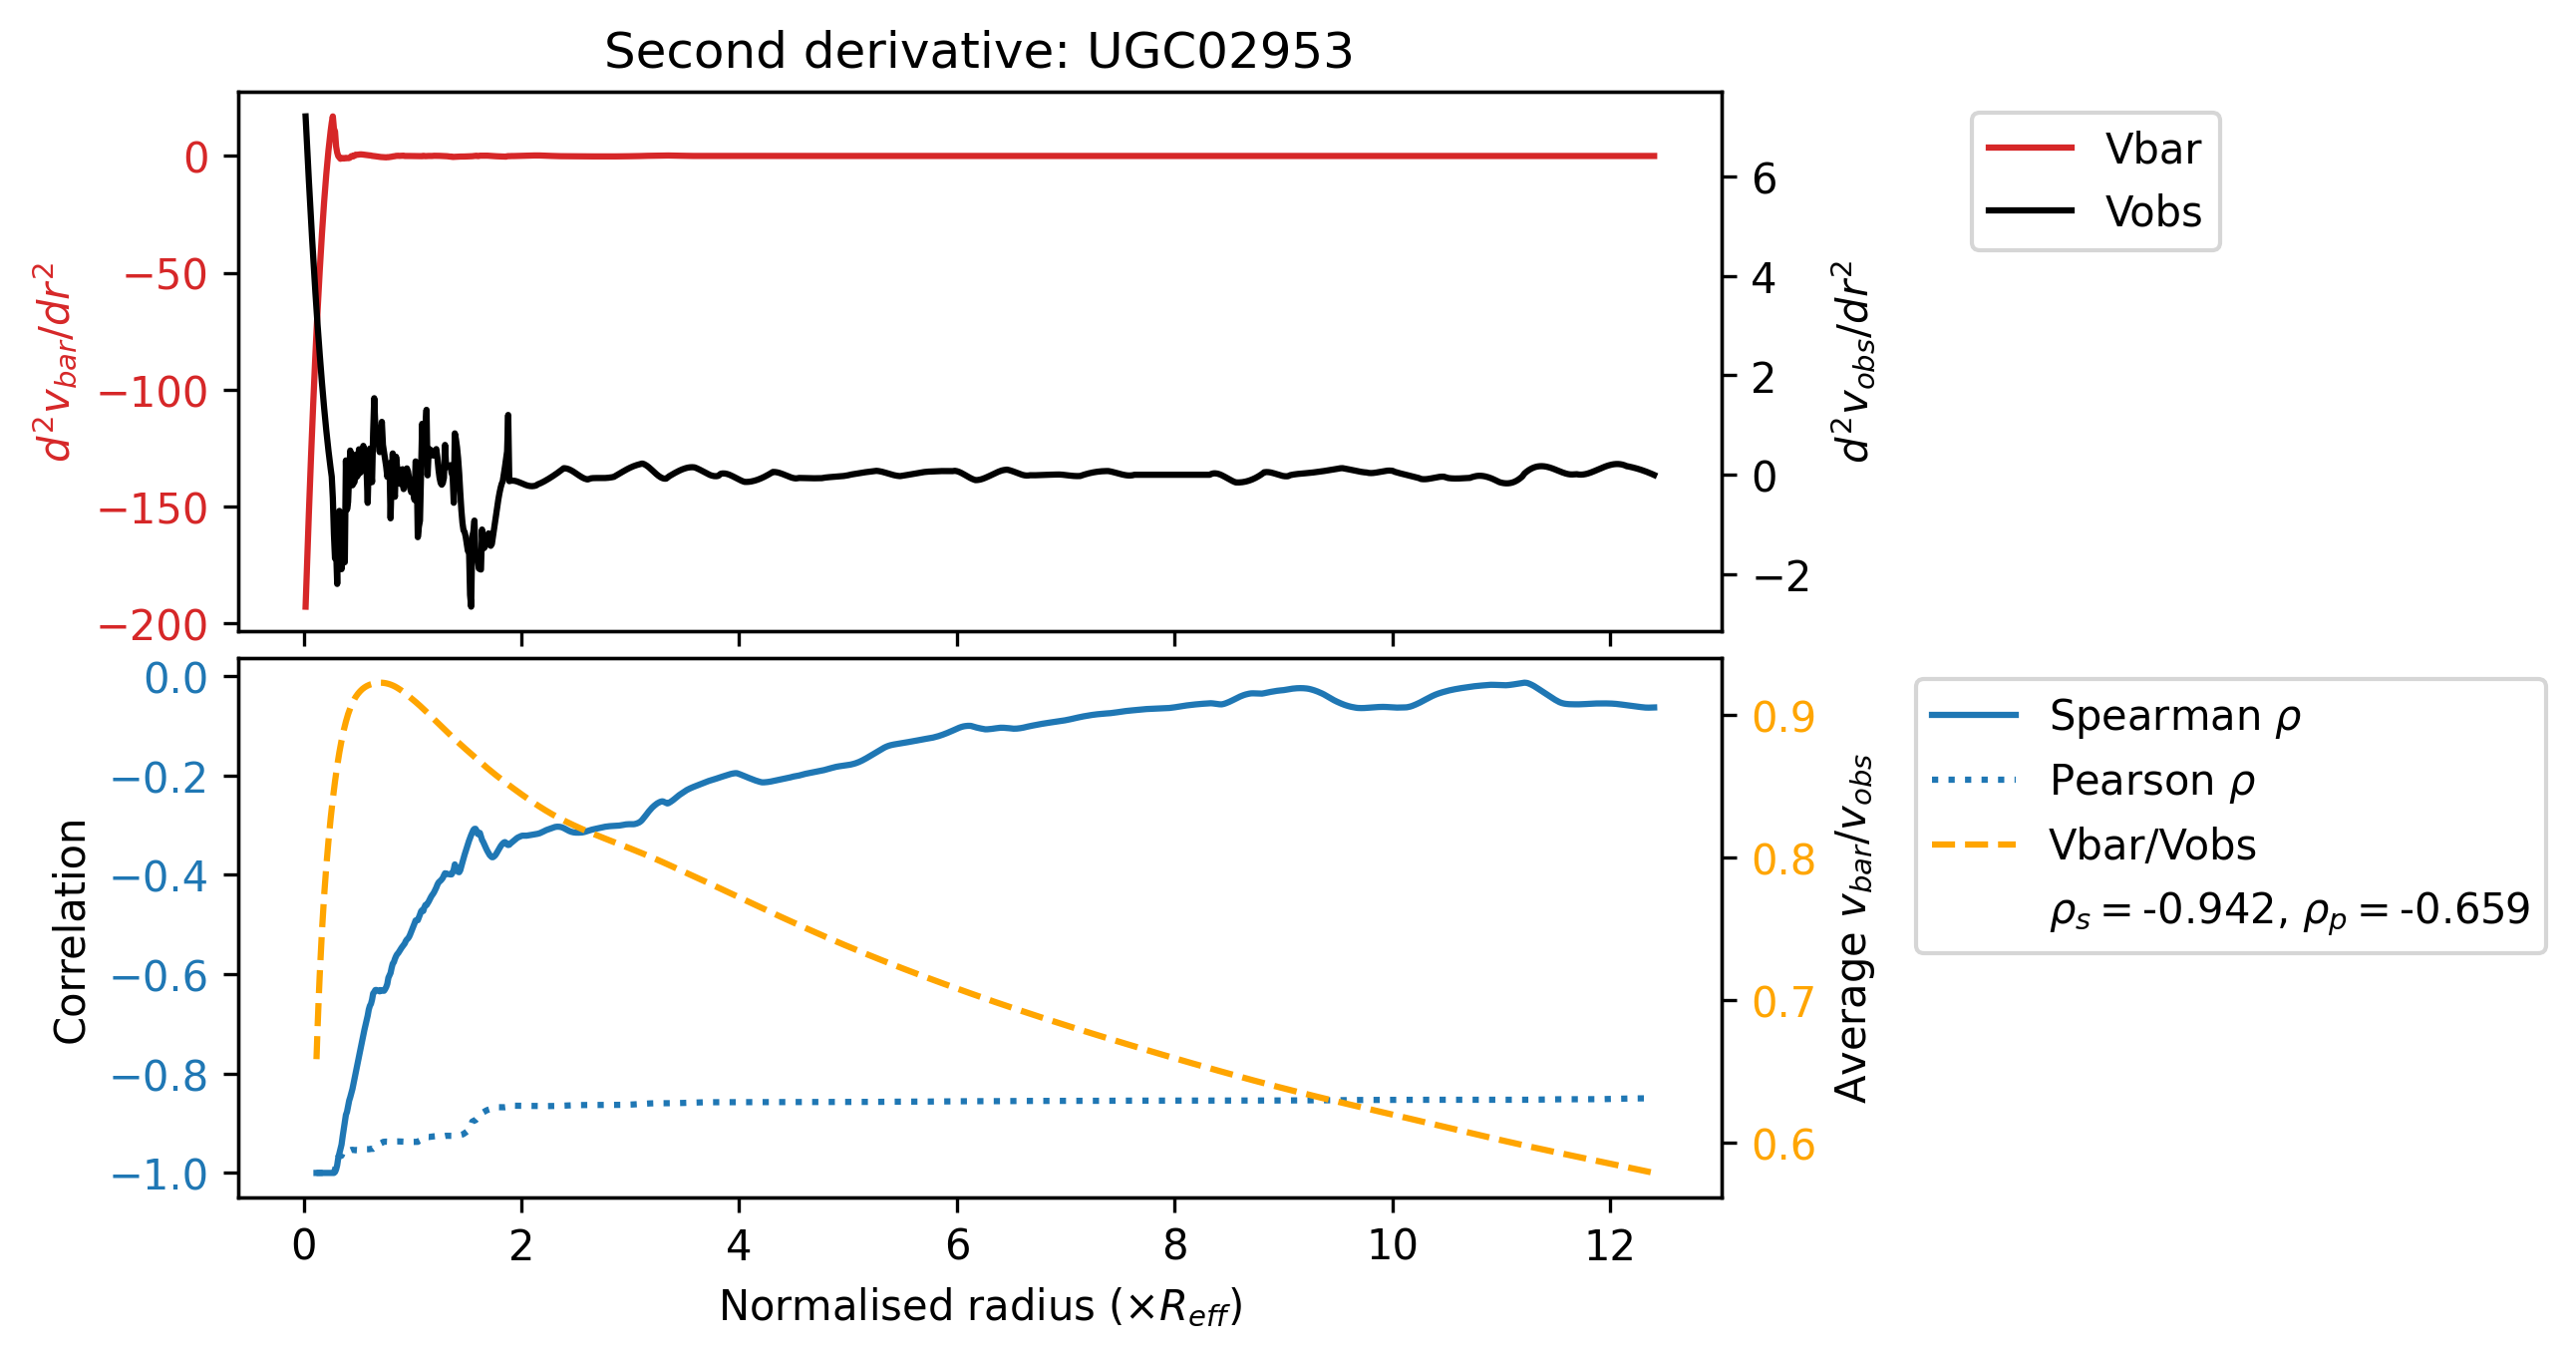 Second derivative: UGC02953
d²v_bar/dr²
0
−50
−100
−150
−200
6
4
2
0
−2
d²v_obs/dr²
Vbar
Vobs
Correlation
0.0
−0.2
−0.4
−0.6
−0.8
−1.0
0.9
0.8
0.7
0.6
Average v_bar/v_obs
Spearman ρ
Pearson ρ
Vbar/Vobs
ρ_s = -0.942, ρ_p = -0.659
0 2 4 6 8 10 12
Normalised radius (×R_eff)